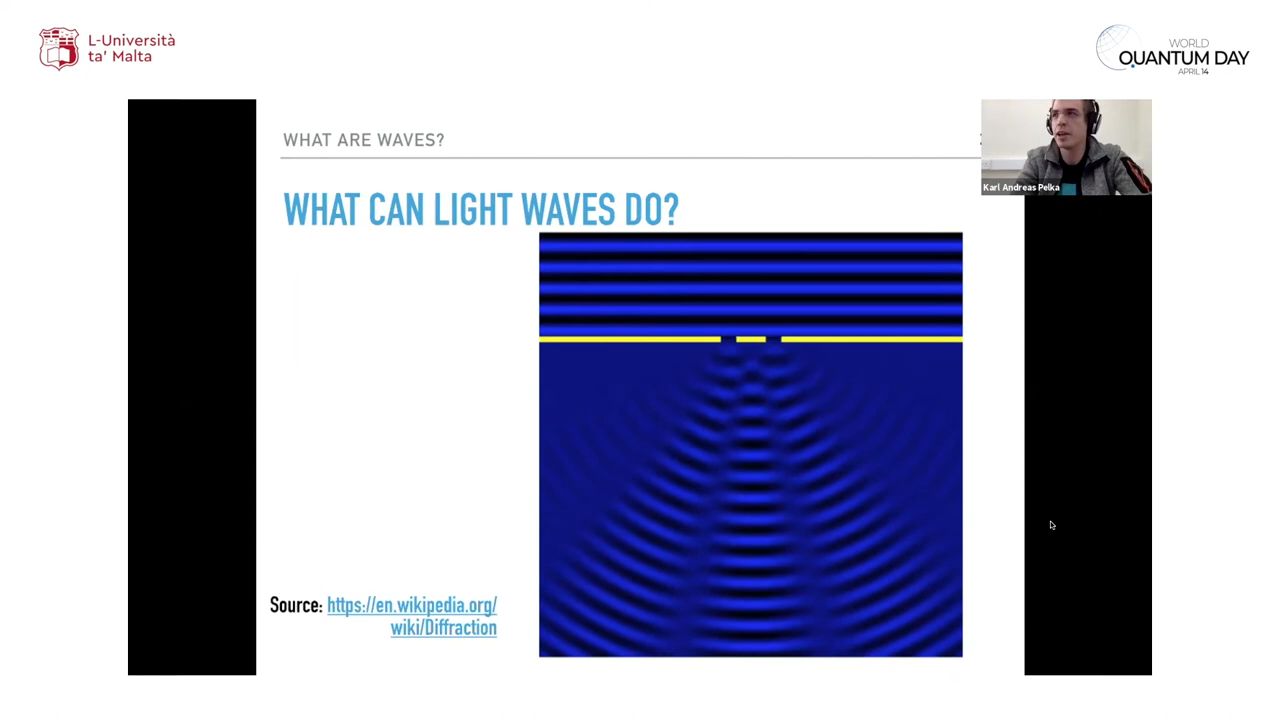 L-Università
ta' Malta
WORLD
QUANTUM DAY
APRIL 14
WHAT ARE WAVES?
Karl Andreas Pelka
WHAT CAN LIGHT WAVES DO?
Source: https://en.wikipedia.org/
wiki/Diffraction